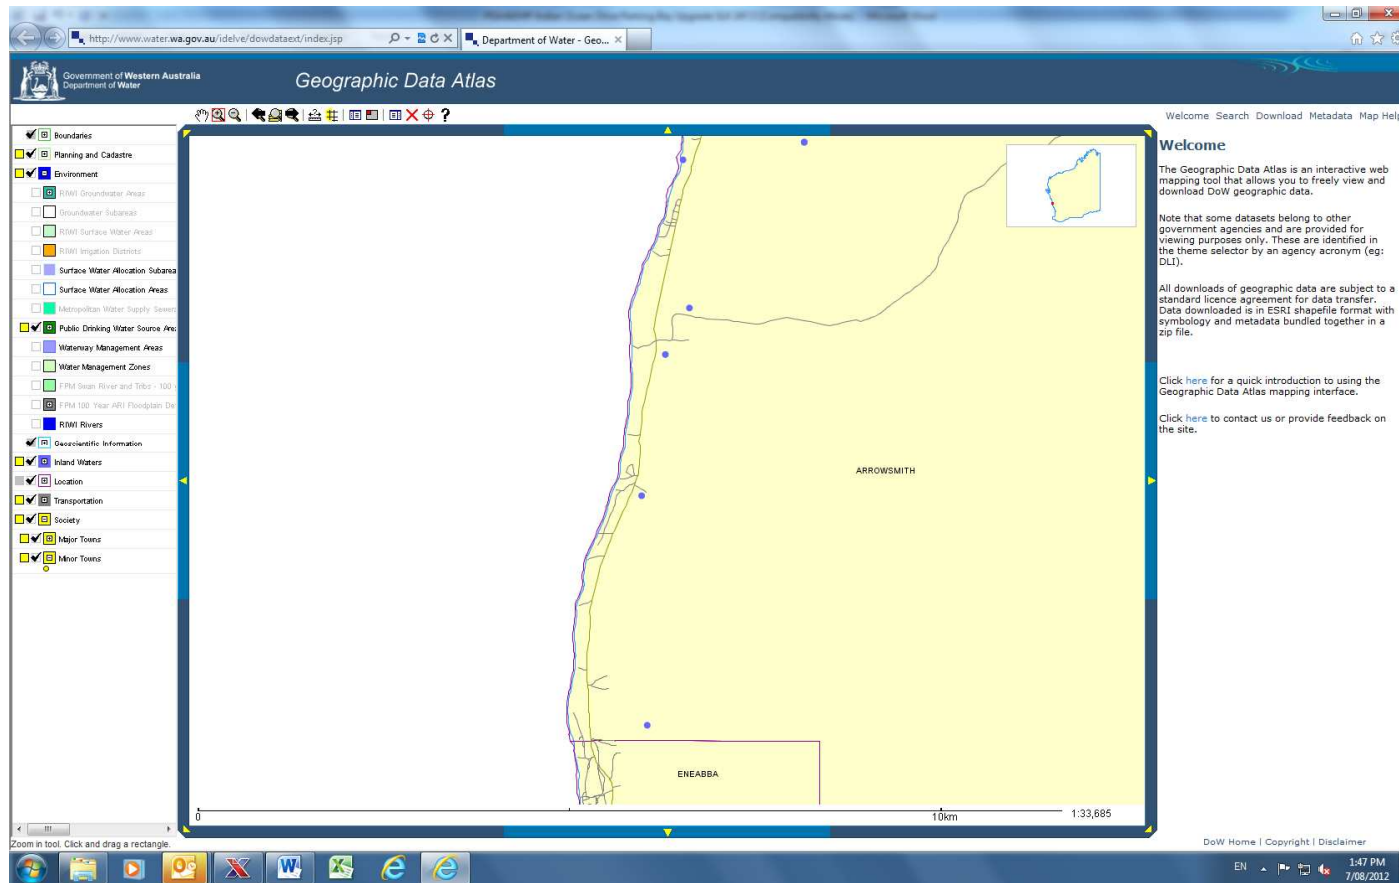 http://www.water.wa.gov.au/idelve/dowdataext/index.jsp
Department of Water - Geo...
Government of Western Australia
Department of Water
Geographic Data Atlas
Welcome Search Download Metadata Map Help
Boundaries
Planning and Cadastre
Environment
RIWI Groundwater Areas
Groundwater Subareas
RIWI Surface Water Areas
RIWI Irrigation Districts
Surface Water Allocation Subarea
Surface Water Allocation Areas
Metropolitan Water Supply
Public Drinking Water Source
Waterway Management Areas
Water Management Zones
FPM Swan River and Tribs - 100
FPM 100 Year ARI Floodplain
RIWI Rivers
Geoscientific Information
Inland Waters
Location
Transportation
Society
Major Towns
Minor Towns
ARROWSMITH
ENEABBA
0
10km
1:33,685
Welcome
The Geographic Data Atlas is an interactive web
mapping tool that allows you to freely view and
download DoW geographic data.
Note that some datasets belong to other
government agencies and are provided for
viewing purposes only. These are identified in
the theme selector by an agency acronym (eg:
DLI).
All downloads of geographic data are subject to a
standard licence agreement for data transfer.
Data downloaded is in ESRI shapefile format with
symbology and metadata bundled together in a
zip file.
Click here for a quick introduction to using the
Geographic Data Atlas mapping interface.
Click here to contact us or provide feedback on
the site.
Zoom in tool. Click and drag a rectangle.
DoW Home | Copyright | Disclaimer
EN
1:47 PM
7/08/2012